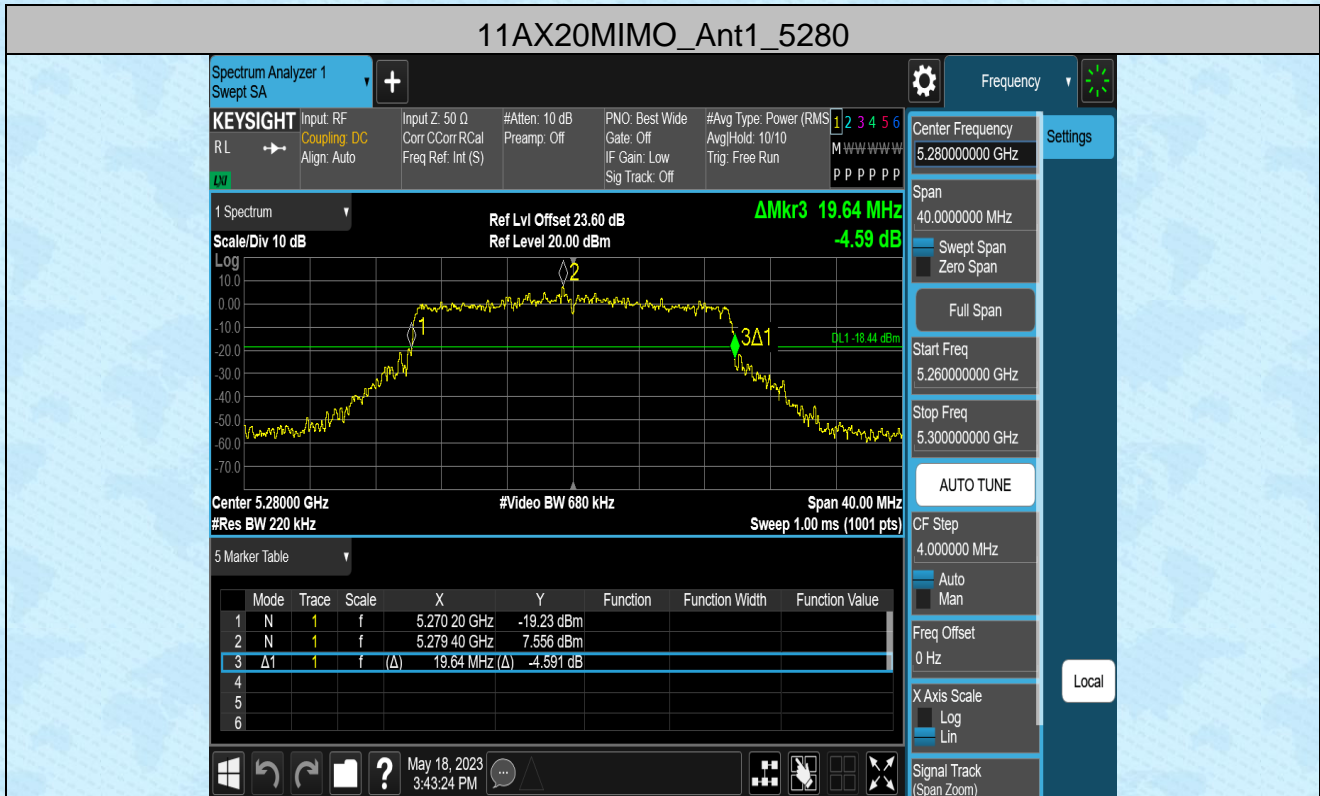 11AX20MIMO_Ant1_5280
Spectrum Analyzer 1
Swept SA
Frequency
KEYSIGHT
RL
LXI
Input: RF
Coupling: DC
Align: Auto
Input Z: 50 Ω
Corr CCorr RCal
Freq Ref: Int (S)
#Atten: 10 dB
Preamp: Off
PNO: Best Wide
Gate: Off
IF Gain: Low
Sig Track: Off
#Avg Type: Power (RMS
Avg|Hold: 10/10
Trig: Free Run
1 2 3 4 5 6
M W W W W W
P P P P P P
1 Spectrum
Scale/Div 10 dB
Ref Lvl Offset 23.60 dB
Ref Level 20.00 dBm
ΔMkr3 19.64 MHz
-4.59 dB
Log
10.0
0.00
-10.0
-20.0
-30.0
-40.0
-50.0
-60.0
-70.0
1
2
3Δ1
DL1 -18.44 dBm
Center 5.28000 GHz
#Video BW 680 kHz
Span 40.00 MHz
#Res BW 220 kHz
Sweep 1.00 ms (1001 pts)
5 Marker Table
Mode Trace Scale X Y Function Function Width Function Value
1 N 1 f 5.270 20 GHz -19.23 dBm
2 N 1 f 5.279 40 GHz 7.556 dBm
3 Δ1 1 f (Δ) 19.64 MHz (Δ) -4.591 dB
4
5
6
?
May 18, 2023
3:43:24 PM
Center Frequency
5.280000000 GHz
Settings
Span
40.0000000 MHz
Swept Span
Zero Span
Full Span
Start Freq
5.260000000 GHz
Stop Freq
5.300000000 GHz
AUTO TUNE
CF Step
4.000000 MHz
Auto
Man
Freq Offset
0 Hz
X Axis Scale
Log
Lin
Local
Signal Track
(Span Zoom)